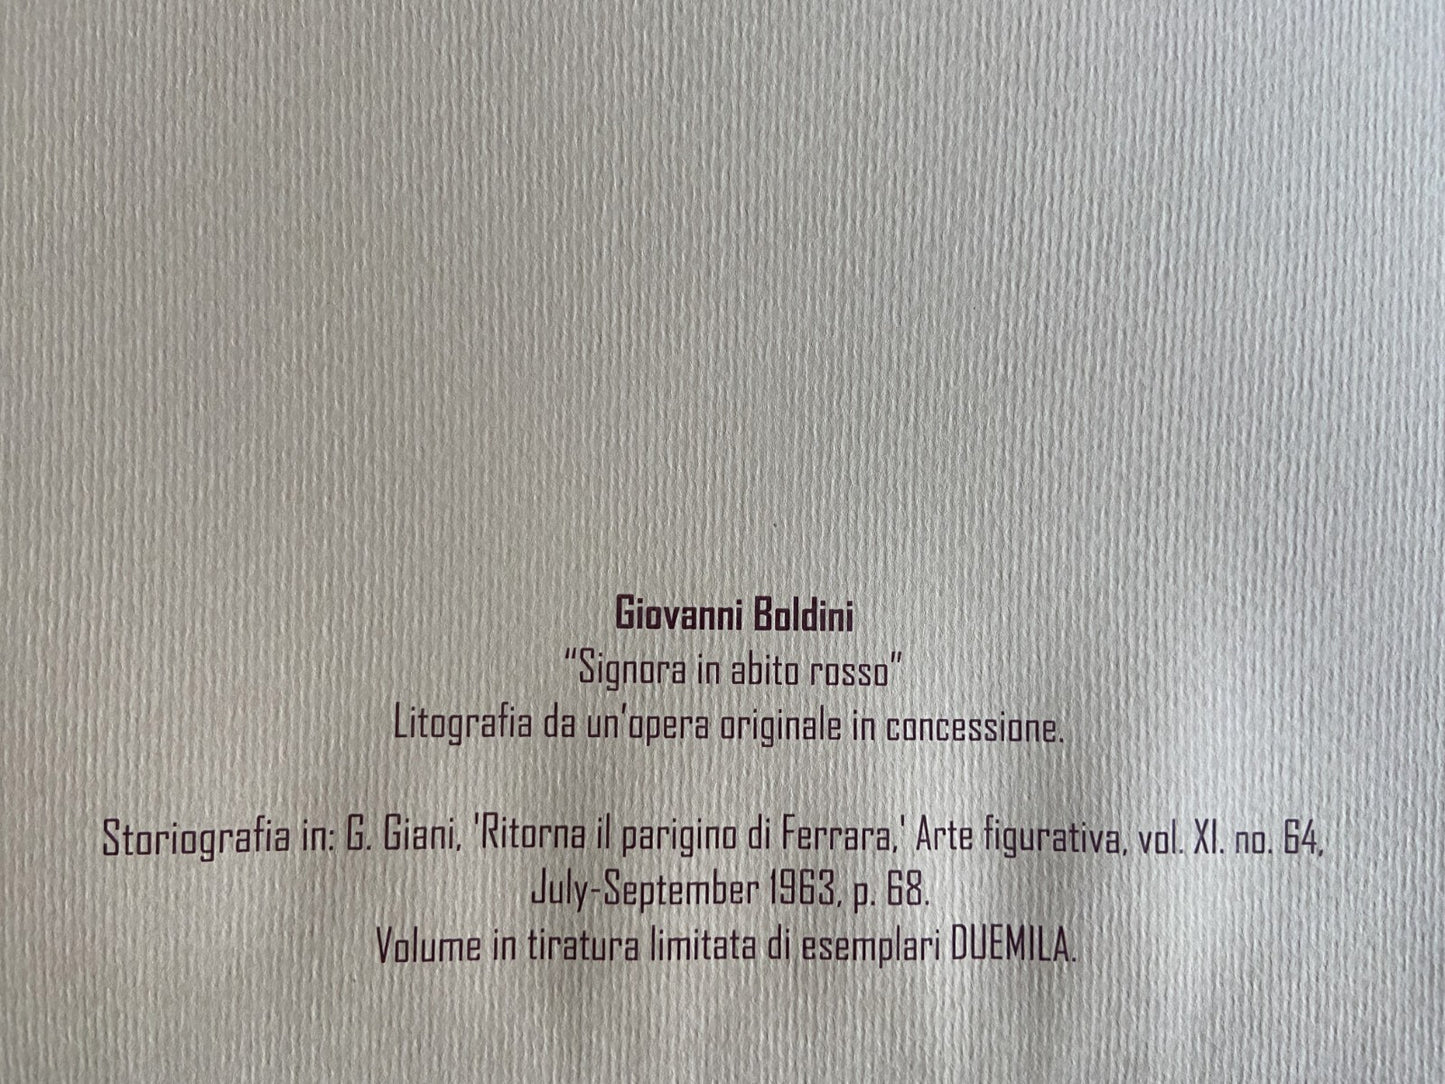 Giovanni Boldini
“Signora in abito rosso”
Litografia da un’opera originale in concessione.
Storiografia in: G. Giani, 'Ritorna il parigino di Ferrara,' Arte figurativa, vol. XI. no. 64,
July-September 1963, p. 68.
Volume in tiratura limitata di esemplari DUEMILA.